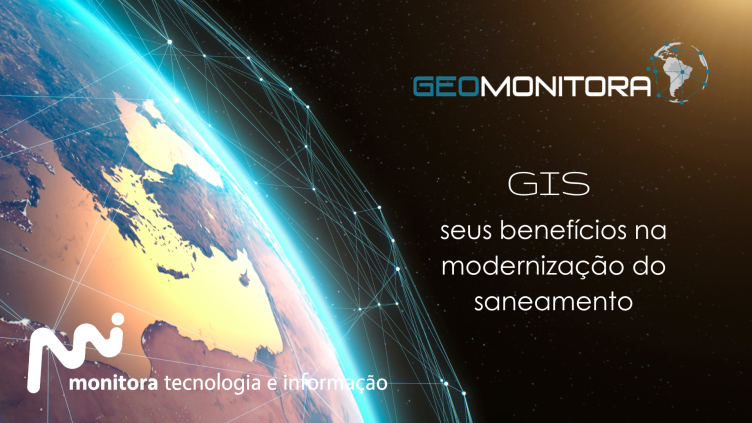 GEOMONITORA
GIS
seus benefícios na
modernização do
saneamento
monitora tecnologia e informação